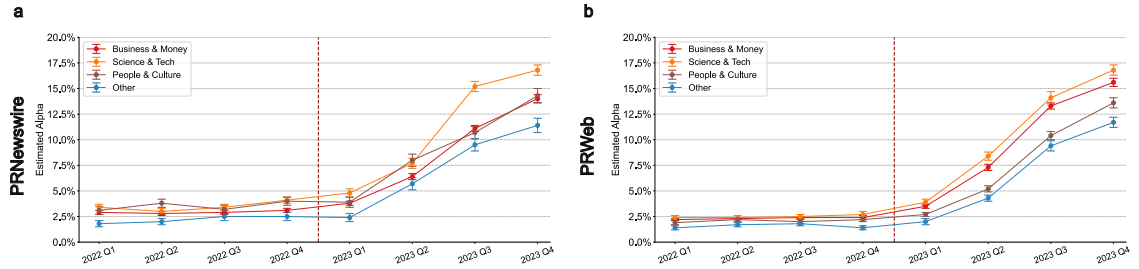 a
PRNewswire
Estimated Alpha
20.0%
17.5%
15.0%
12.5%
10.0%
7.5%
5.0%
2.5%
0.0%
Business & Money
Science & Tech
People & Culture
Other
2022 Q1
2022 Q2
2022 Q3
2022 Q4
2023 Q1
2023 Q2
2023 Q3
2023 Q4
b
PRWeb
Estimated Alpha
20.0%
17.5%
15.0%
12.5%
10.0%
7.5%
5.0%
2.5%
0.0%
Business & Money
Science & Tech
People & Culture
Other
2022 Q1
2022 Q2
2022 Q3
2022 Q4
2023 Q1
2023 Q2
2023 Q3
2023 Q4